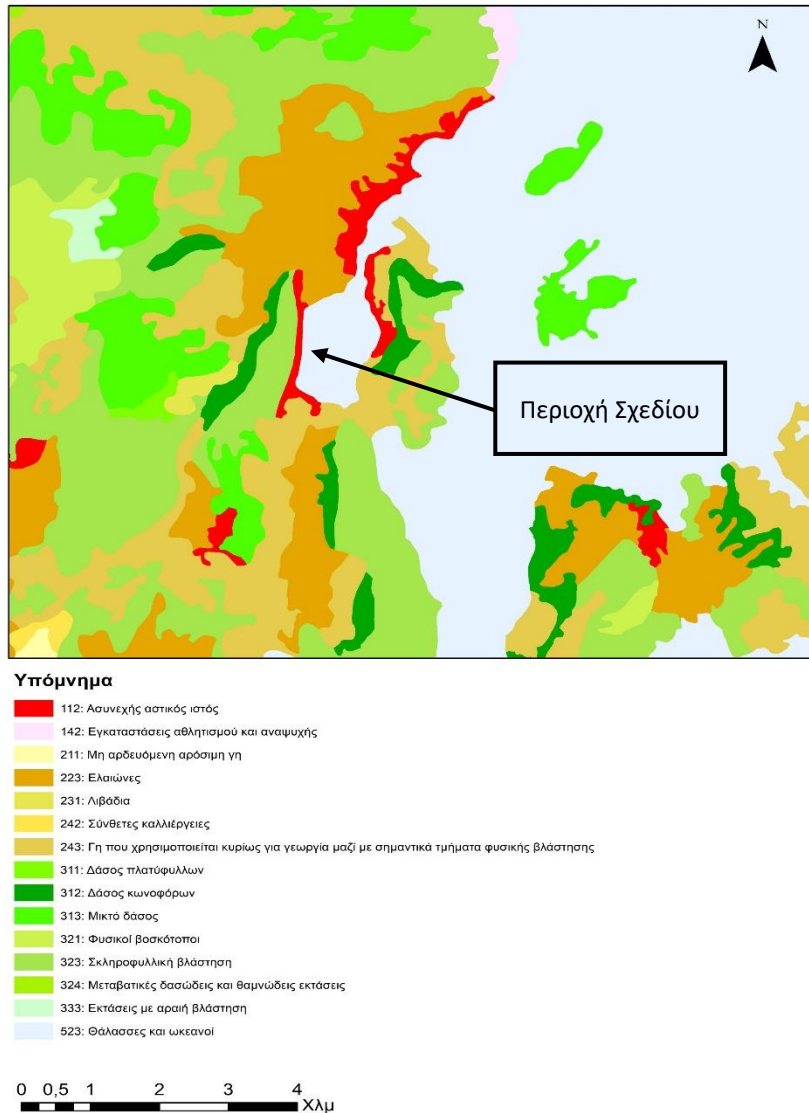 N
Περιοχή Σχεδίου
Υπόμνημα
112: Ασυνεχής αστικός ιστός
142: Εγκαταστάσεις αθλητισμού και αναψυχής
211: Μη αρδευόμενη αρόσιμη γη
223: Ελαιώνες
231: Λιβάδια
242: Σύνθετες καλλιέργειες
243: Γη που χρησιμοποιείται κυρίως για γεωργία μαζί με σημαντικά τμήματα φυσικής βλάστησης
311: Δάσος πλατύφυλλων
312: Δάσος κωνοφόρων
313: Μικτό δάσος
321: Φυσικοί βοσκότοποι
323: Σκληροφυλλική βλάστηση
324: Μεταβατικές δασώδεις και θαμνώδεις εκτάσεις
333: Εκτάσεις με αραιή βλάστηση
523: Θάλασσες και ωκεανοί
0 0,5 1 2 3 4
Χλμ